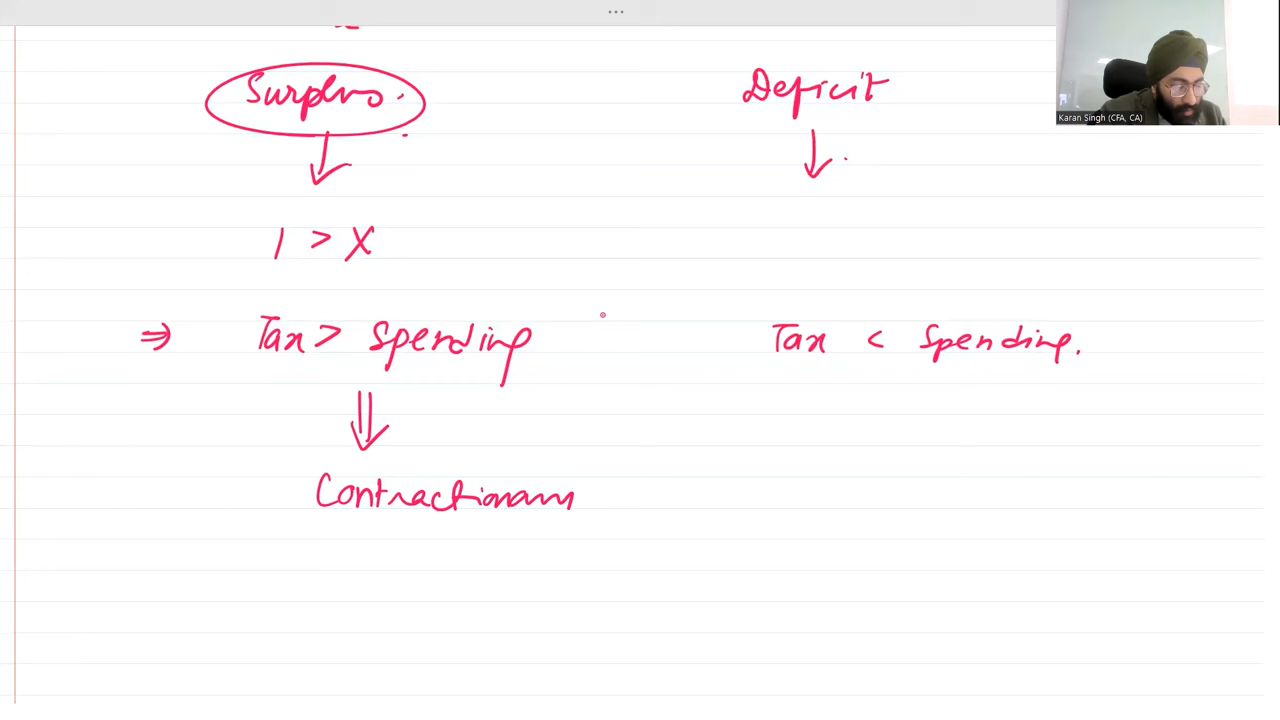 Surplus.
Deficit
I > X
⇒ Tax > Spending
Tax < Spending.
Contractionary
Karan Singh (CFA, CA)